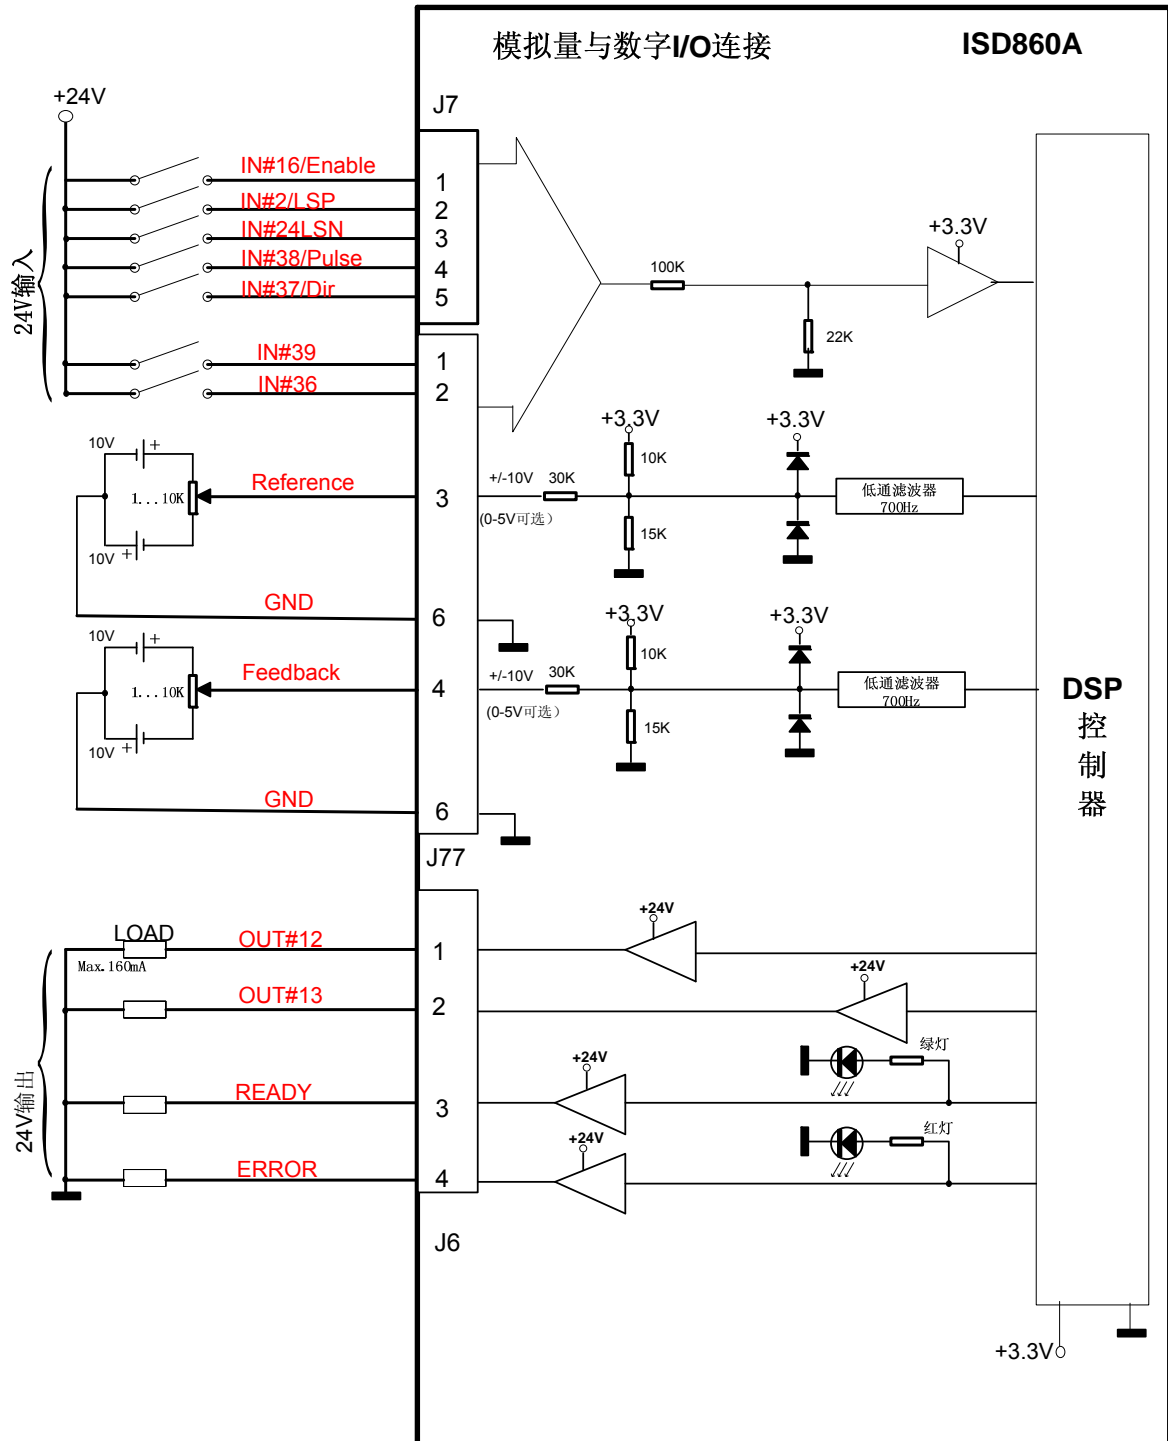 模拟量与数字I/O连接
ISD860A
+24V
J7
24V输入
IN#16/Enable
1
IN#2/LSP
2
IN#24LSN
3
IN#38/Pulse
4
IN#37/Dir
5
IN#39
1
IN#36
2
100K
22K
+3.3V
10V
+
1...10K
10V
+
Reference
3
+/-10V
30K
(0-5V可选)
+3.3V
10K
15K
+3.3V
低通滤波器
700Hz
GND
6
10V
+
1...10K
10V
+
Feedback
4
+/-10V
30K
(0-5V可选)
+3.3V
10K
15K
+3.3V
低通滤波器
700Hz
GND
6
DSP
控
制
器
J77
24V输出
LOAD
Max.160mA
OUT#12
1
+24V
OUT#13
2
+24V
READY
3
+24V
绿灯
ERROR
4
+24V
红灯
J6
+3.3V